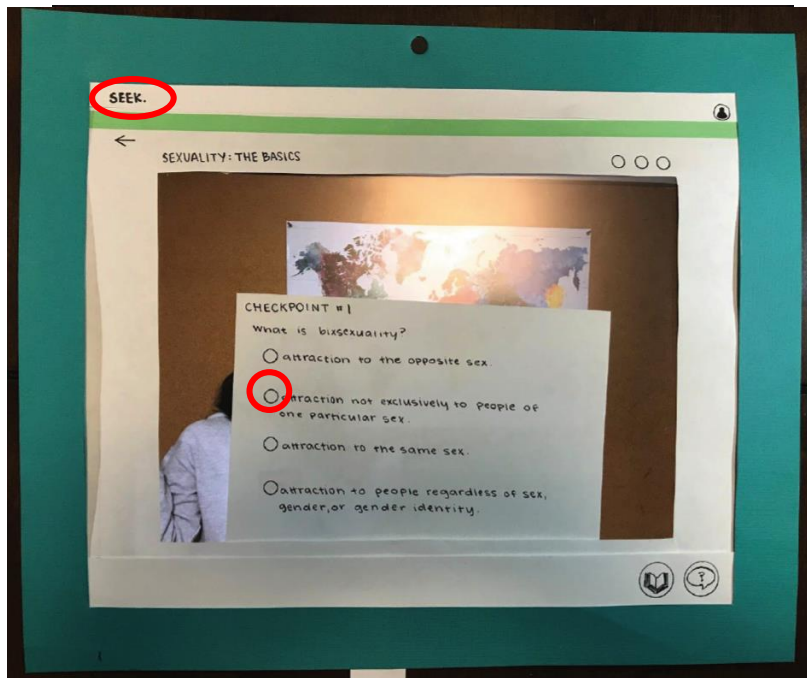 SEEK.
SEXUALITY: THE BASICS
CHECKPOINT #1
What is bixsexuality?
attraction to the opposite sex.
attraction not exclusively to people of
one particular sex.
attraction to the same sex.
attraction to people regardless of sex,
gender, or gender identity.
?